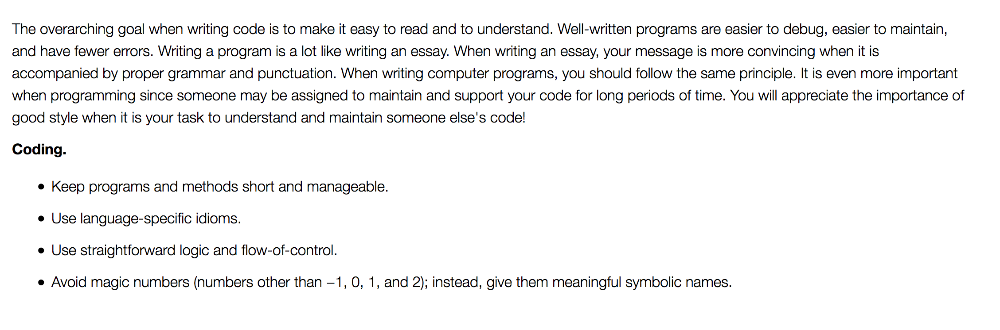 The overarching goal when writing code is to make it easy to read and to understand. Well-written programs are easier to debug, easier to maintain,
and have fewer errors. Writing a program is a lot like writing an essay. When writing an essay, your message is more convincing when it is
accompanied by proper grammar and punctuation. When writing computer programs, you should follow the same principle. It is even more important
when programming since someone may be assigned to maintain and support your code for long periods of time. You will appreciate the importance of
good style when it is your task to understand and maintain someone else's code!
Coding.
• Keep programs and methods short and manageable.
• Use language-specific idioms.
• Use straightforward logic and flow-of-control.
• Avoid magic numbers (numbers other than –1, 0, 1, and 2); instead, give them meaningful symbolic names.